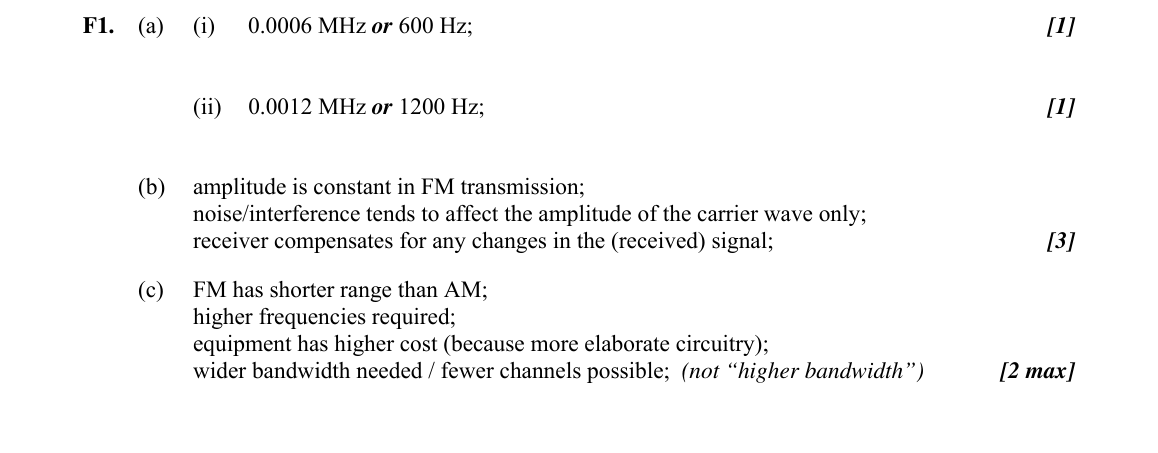 F1. (a) (i) 0.0006 MHz or 600 Hz; [1]
(ii) 0.0012 MHz or 1200 Hz; [1]
(b) amplitude is constant in FM transmission;
noise/interference tends to affect the amplitude of the carrier wave only;
receiver compensates for any changes in the (received) signal; [3]
(c) FM has shorter range than AM;
higher frequencies required;
equipment has higher cost (because more elaborate circuitry);
wider bandwidth needed / fewer channels possible; (not “higher bandwidth”) [2 max]